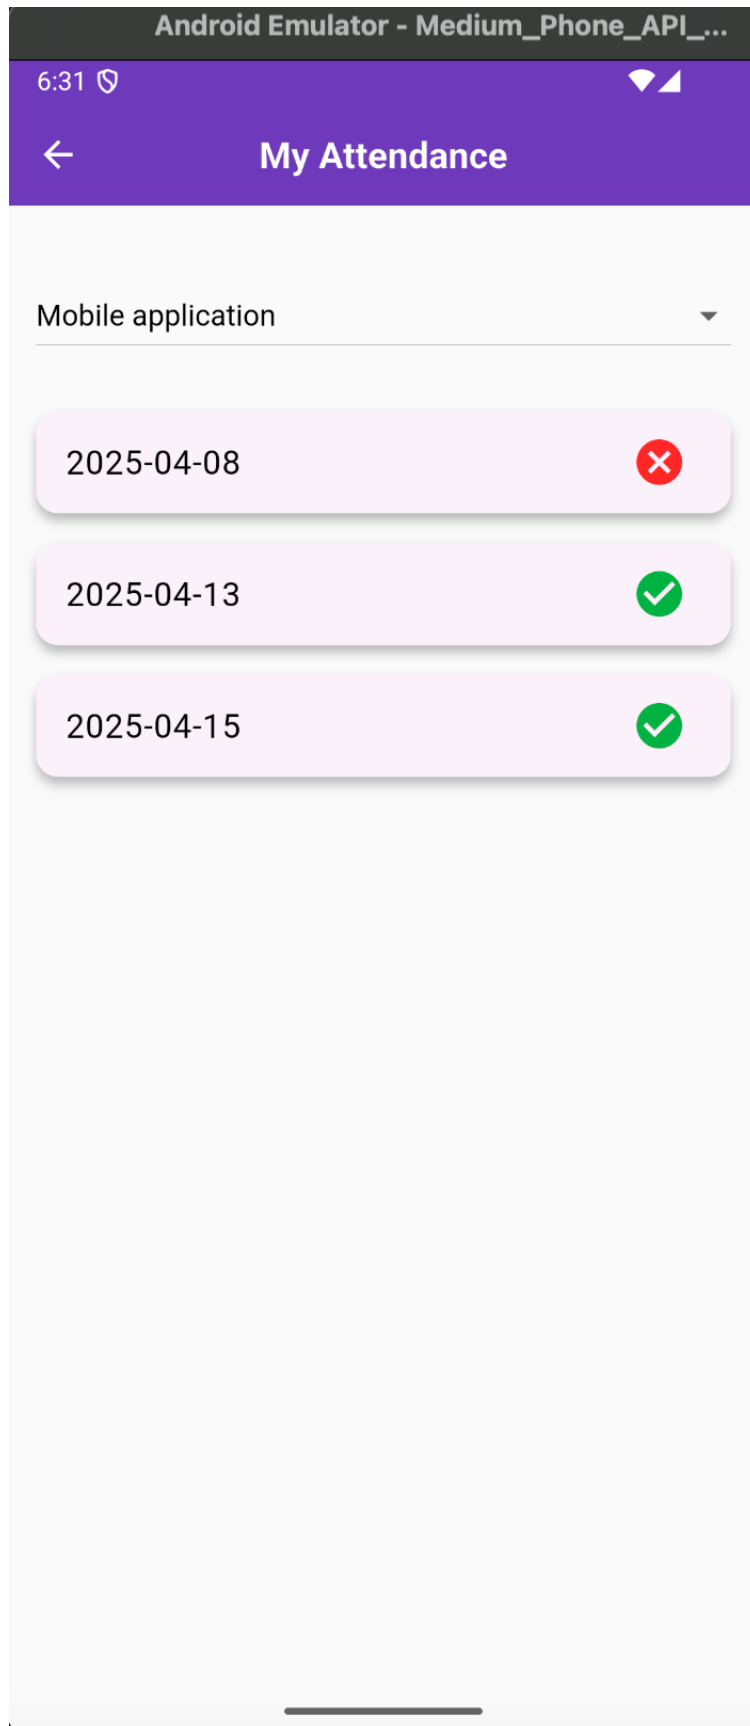 Android Emulator - Medium_Phone_API_...
6:31
My Attendance
Mobile application
2025-04-08
2025-04-13
2025-04-15